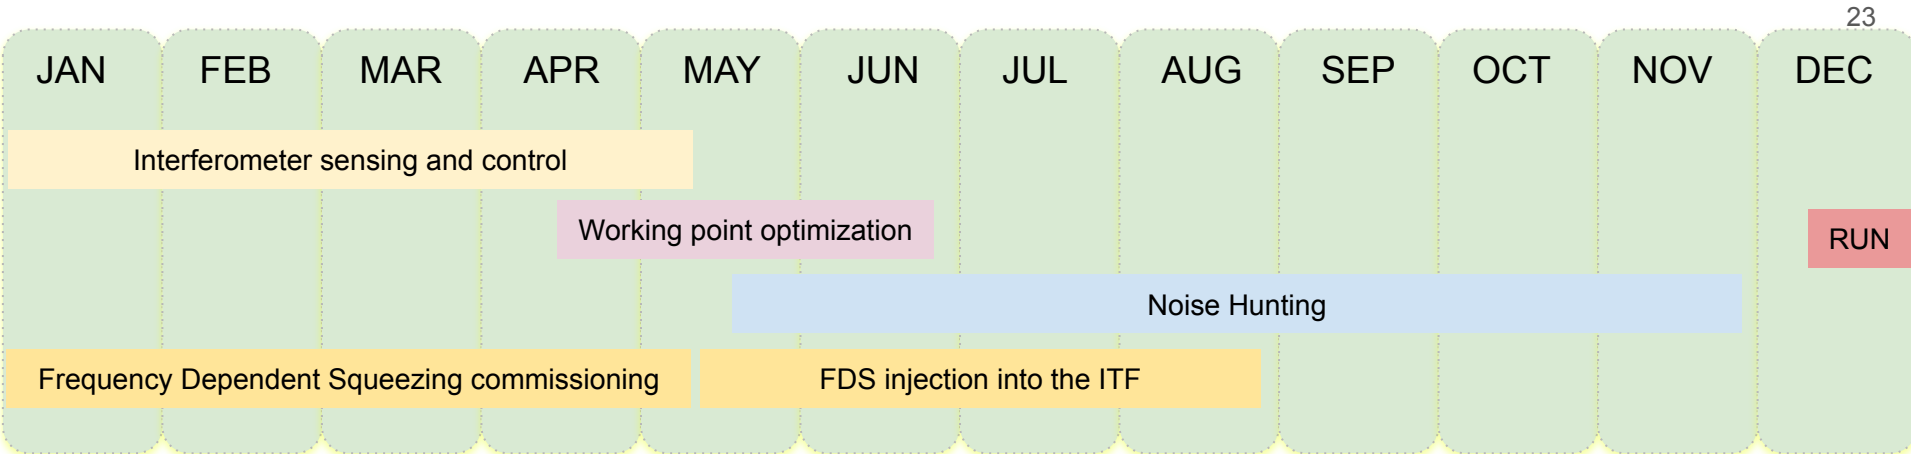 23
JAN FEB MAR APR MAY JUN JUL AUG SEP OCT NOV DEC
Interferometer sensing and control
Working point optimization
RUN
Noise Hunting
Frequency Dependent Squeezing commissioning
FDS injection into the ITF